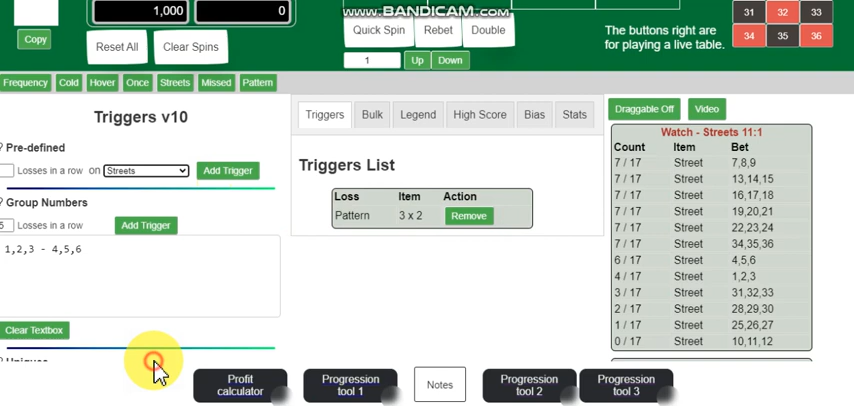 1,000
0
www.BANDICAM.com
31
32
33
34
35
36
Copy
Reset All
Clear Spins
Quick Spin
Rebet
Double
1
Up
Down
The buttons right are
for playing a live table.
Frequency
Cold
Hover
Once
Streets
Missed
Pattern
Triggers v10
Pre-defined
Losses in a row
on
Streets
Add Trigger
Group Numbers
Losses in a row
Add Trigger
1,2,3 - 4,5,6
Clear Textbox
Triggers
Bulk
Legend
High Score
Bias
Stats
Triggers List
Loss Item Action
Pattern 3 x 2 Remove
Draggable Off
Video
Watch - Streets 11:1
Count Item Bet
7 / 17 Street 7,8,9
7 / 17 Street 13,14,15
7 / 17 Street 16,17,18
7 / 17 Street 19,20,21
7 / 17 Street 22,23,24
7 / 17 Street 34,35,36
6 / 17 Street 4,5,6
4 / 17 Street 1,2,3
3 / 17 Street 31,32,33
2 / 17 Street 28,29,30
1 / 17 Street 25,26,27
0 / 17 Street 10,11,12
Profit
calculator
Progression
tool 1
Notes
Progression
tool 2
Progression
tool 3